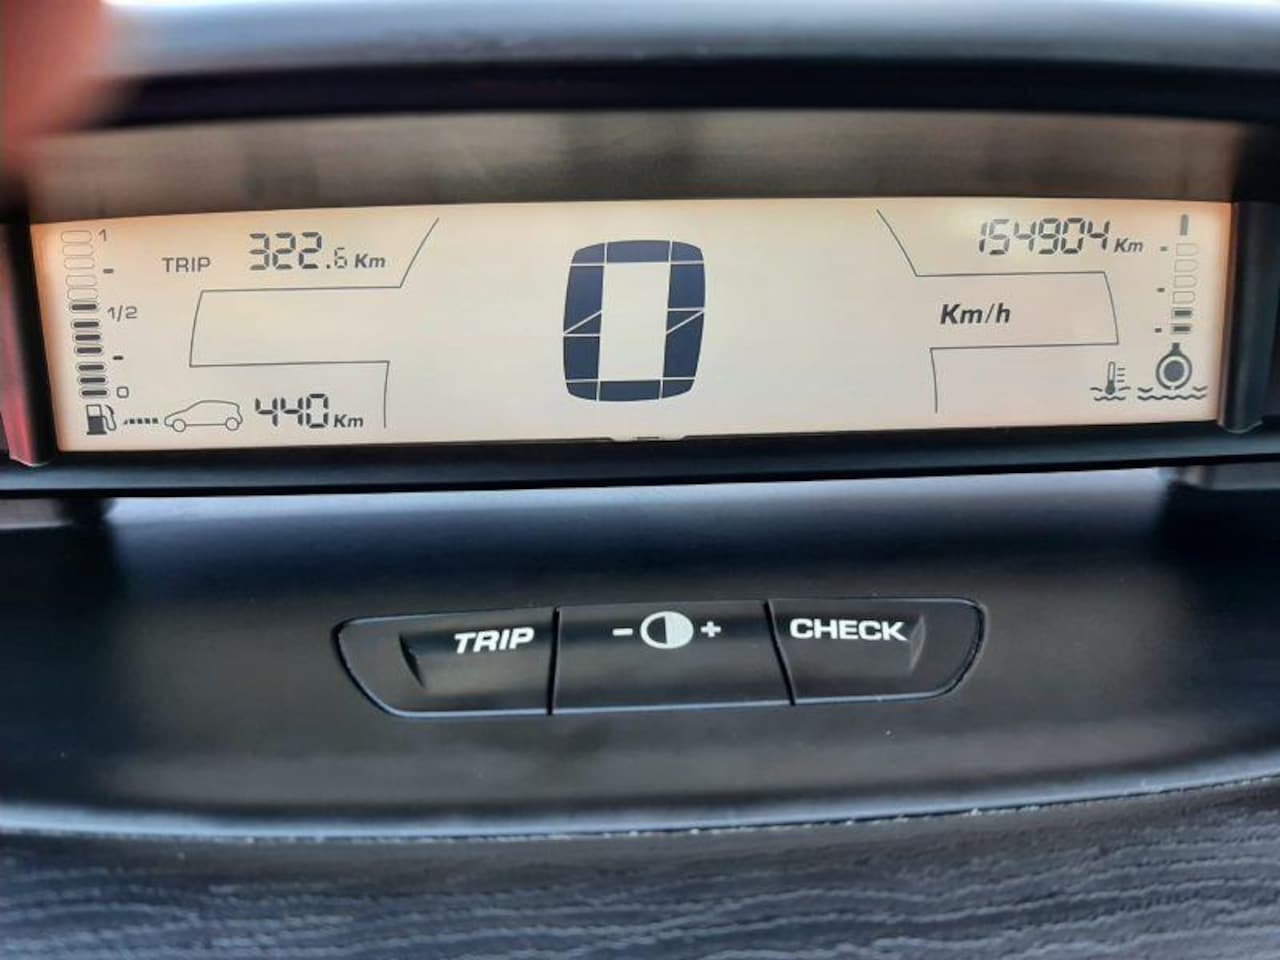 1
TRIP 322.6 Km
154904 Km
1/2
Km/h
0
0
440 Km
TRIP
- +
CHECK